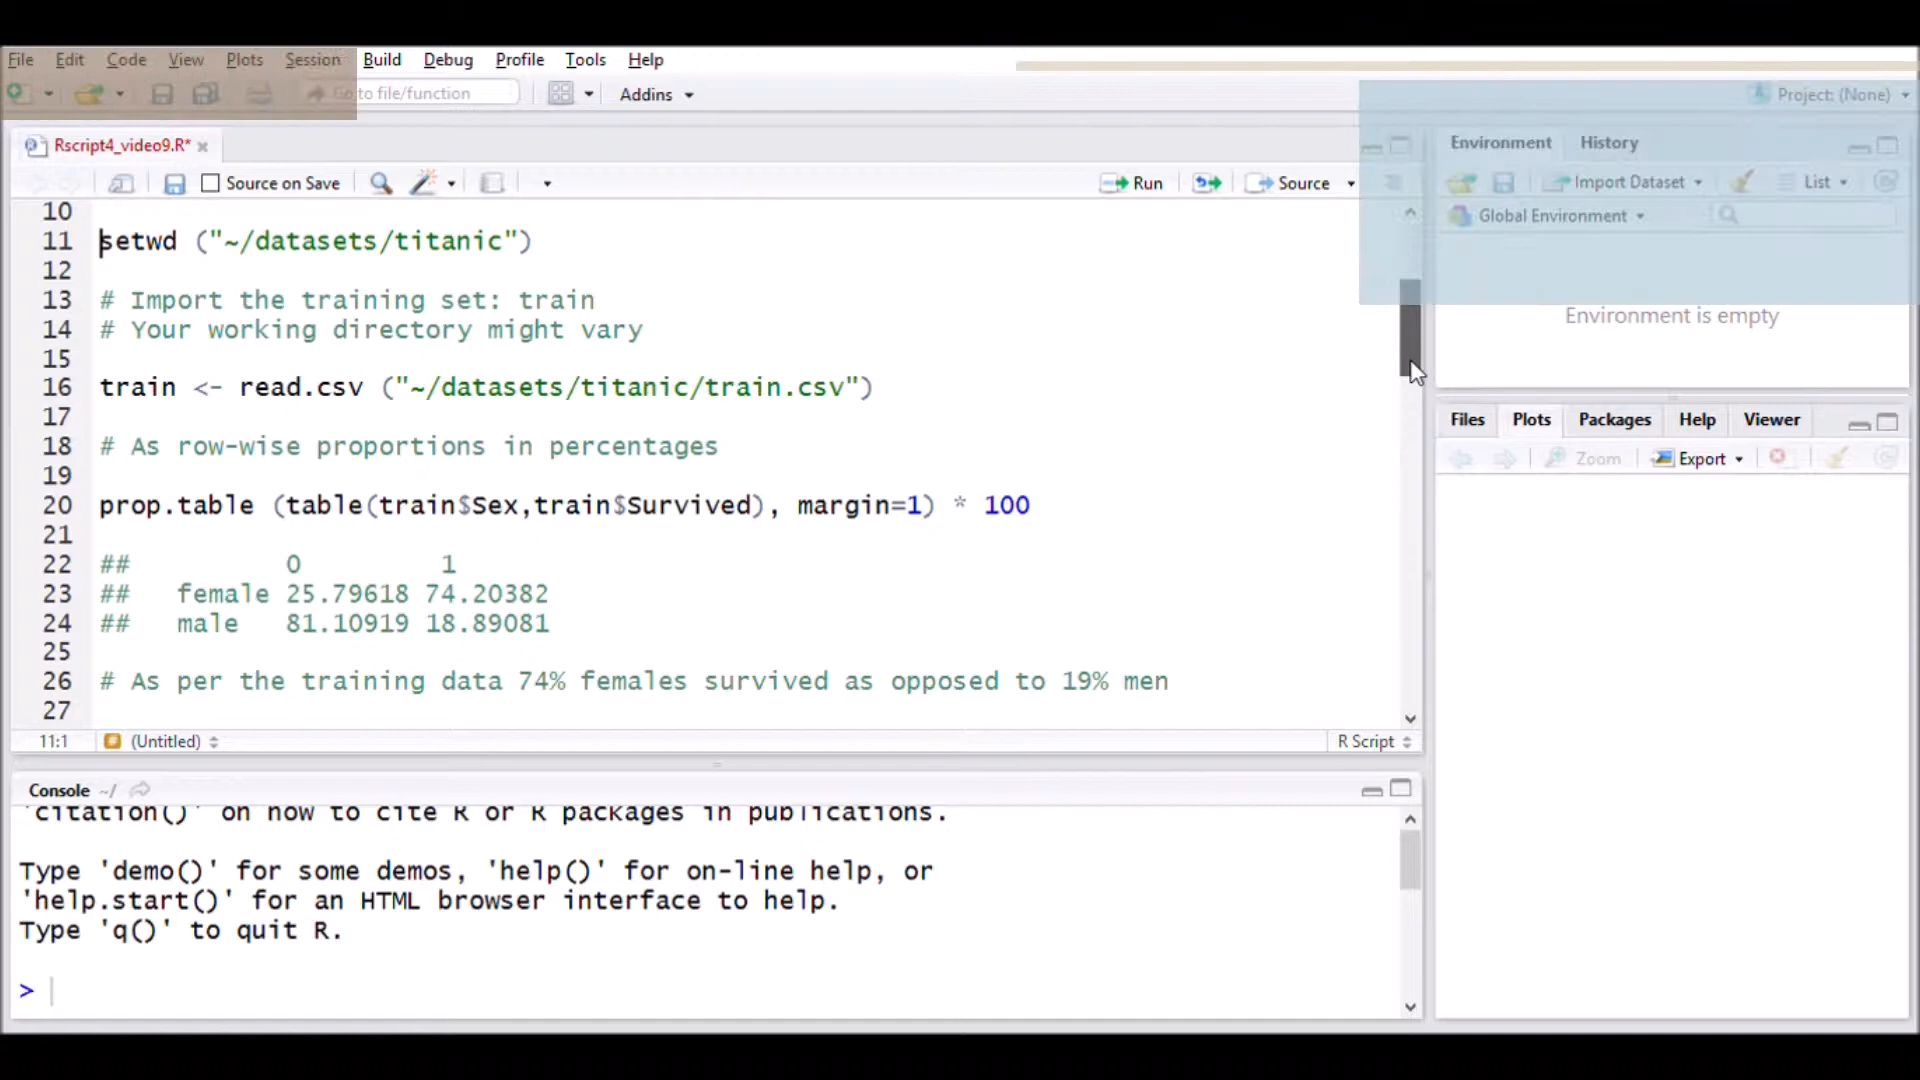 File Edit Code View Plots Session Build Debug Profile Tools Help
Go to file/function Addins Project: (None)
Rscript4_video9.R*
Source on Save Run Source
10
11 setwd ("~/datasets/titanic")
12
13 # Import the training set: train
14 # Your working directory might vary
15
16 train <- read.csv ("~/datasets/titanic/train.csv")
17
18 # As row-wise proportions in percentages
19
20 prop.table (table(train$Sex,train$Survived), margin=1) * 100
21
22 ## 0 1
23 ## female 25.79618 74.20382
24 ## male 81.10919 18.89081
25
26 # As per the training data 74% females survived as opposed to 19% men
27
11:1 (Untitled) R Script
Console ~/
'citation()' on how to cite R or R packages in publications.
Type 'demo()' for some demos, 'help()' for on-line help, or
'help.start()' for an HTML browser interface to help.
Type 'q()' to quit R.
>
Environment History
Import Dataset List
Global Environment
Environment is empty
Files Plots Packages Help Viewer
Zoom Export